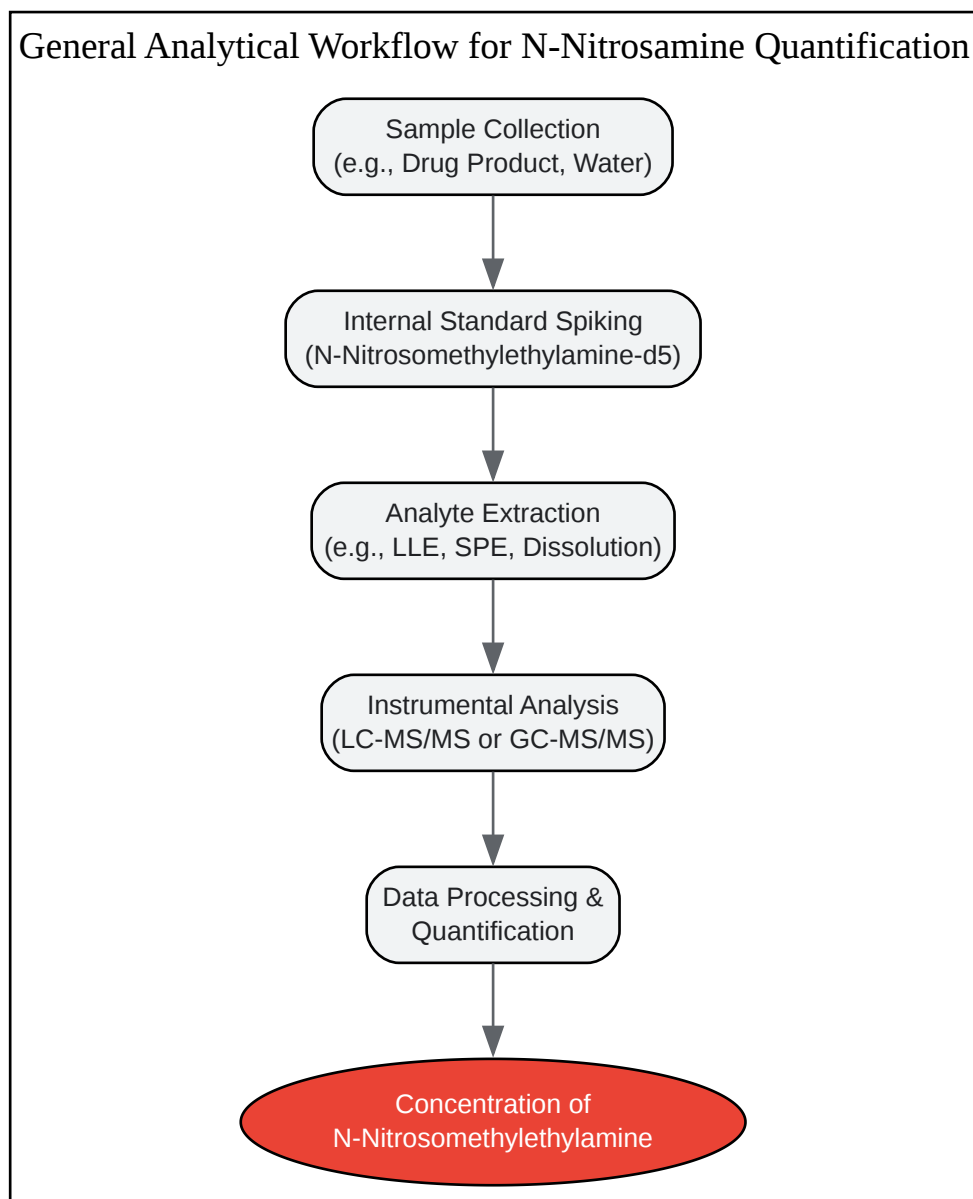 General Analytical Workflow for N-Nitrosamine Quantification
Sample Collection
(e.g., Drug Product, Water)
Internal Standard Spiking
(N-Nitrosomethylethylamine-d5)
Analyte Extraction
(e.g., LLE, SPE, Dissolution)
Instrumental Analysis
(LC-MS/MS or GC-MS/MS)
Data Processing &
Quantification
Concentration of
N-Nitrosomethylethylamine